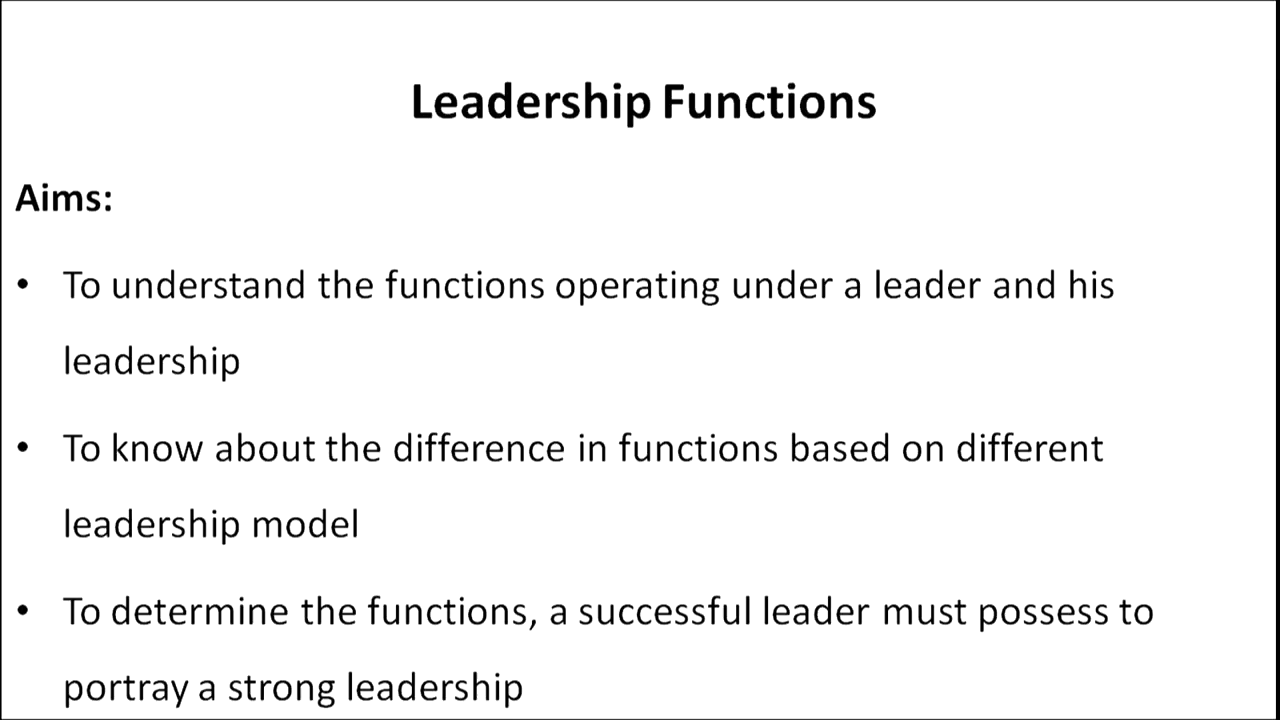 Leadership Functions
Aims:
• To understand the functions operating under a leader and his
leadership
• To know about the difference in functions based on different
leadership model
• To determine the functions, a successful leader must possess to
portray a strong leadership